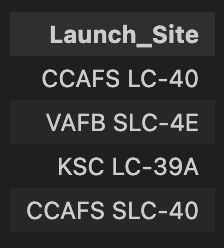 Launch_Site
CCAFS LC-40
VAFB SLC-4E
KSC LC-39A
CCAFS SLC-40